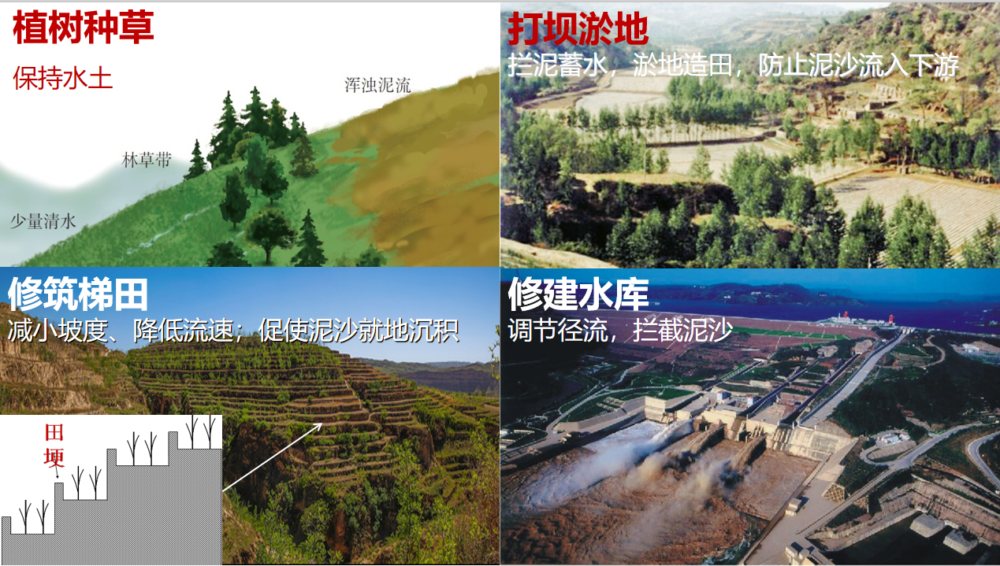 植树种草
保持水土
浑浊泥流
林草带
少量清水
打坝淤地
拦泥蓄水，淤地造田，防止泥沙流入下游
修筑梯田
减小坡度、降低流速；促使泥沙就地沉积
田
埂
修建水库
调节径流，拦截泥沙